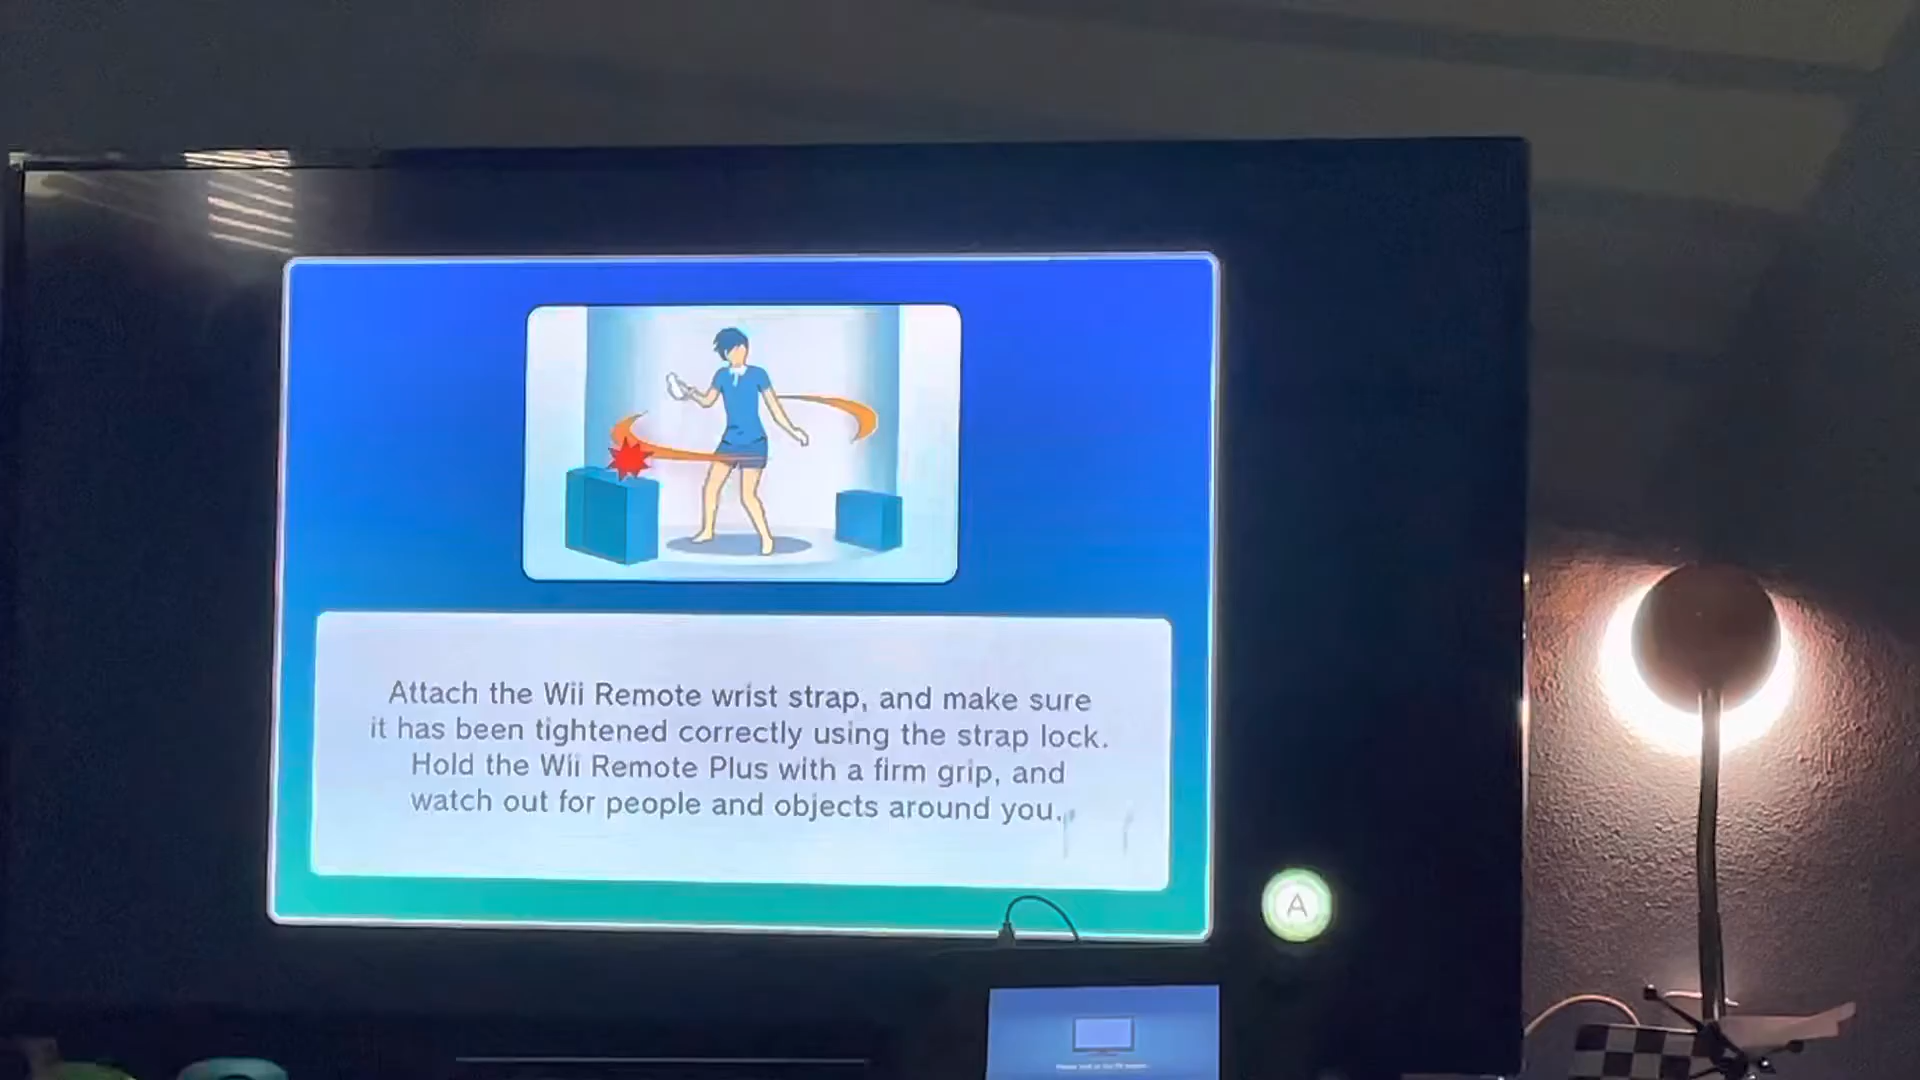 Attach the Wii Remote wrist strap, and make sure
it has been tightened correctly using the strap lock.
Hold the Wii Remote Plus with a firm grip, and
watch out for people and objects around you.
A